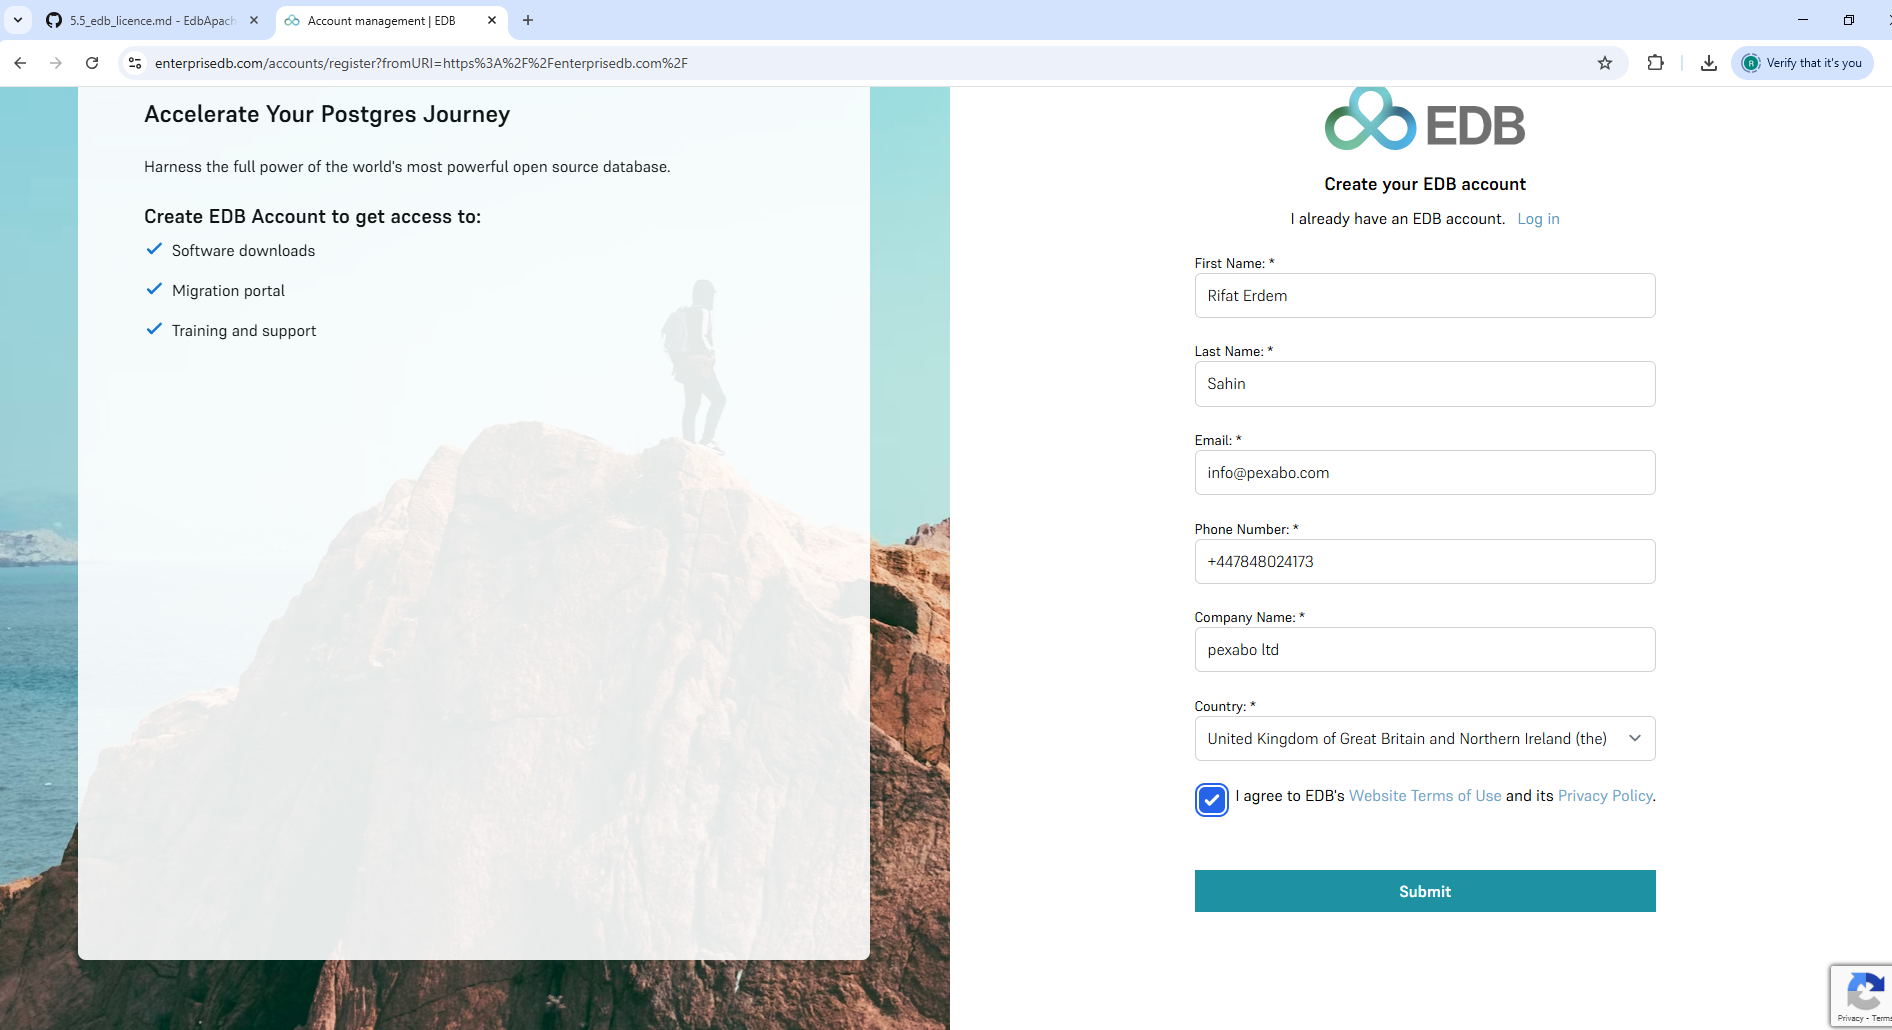 5.5_edb_licence.md - EdbApach
Account management | EDB
enterprisedb.com/accounts/register?fromURI=https%3A%2F%2Fenterprisedb.com%2F
R
Verify that it's you
Accelerate Your Postgres Journey
Harness the full power of the world's most powerful open source database.
Create EDB Account to get access to:
Software downloads
Migration portal
Training and support
EDB
Create your EDB account
I already have an EDB account. Log in
First Name: *
Rifat Erdem
Last Name: *
Sahin
Email: *
info@pexabo.com
Phone Number: *
+447848024173
Company Name: *
pexabo ltd
Country: *
United Kingdom of Great Britain and Northern Ireland (the)
I agree to EDB's Website Terms of Use and its Privacy Policy.
Submit
Privacy - Terms